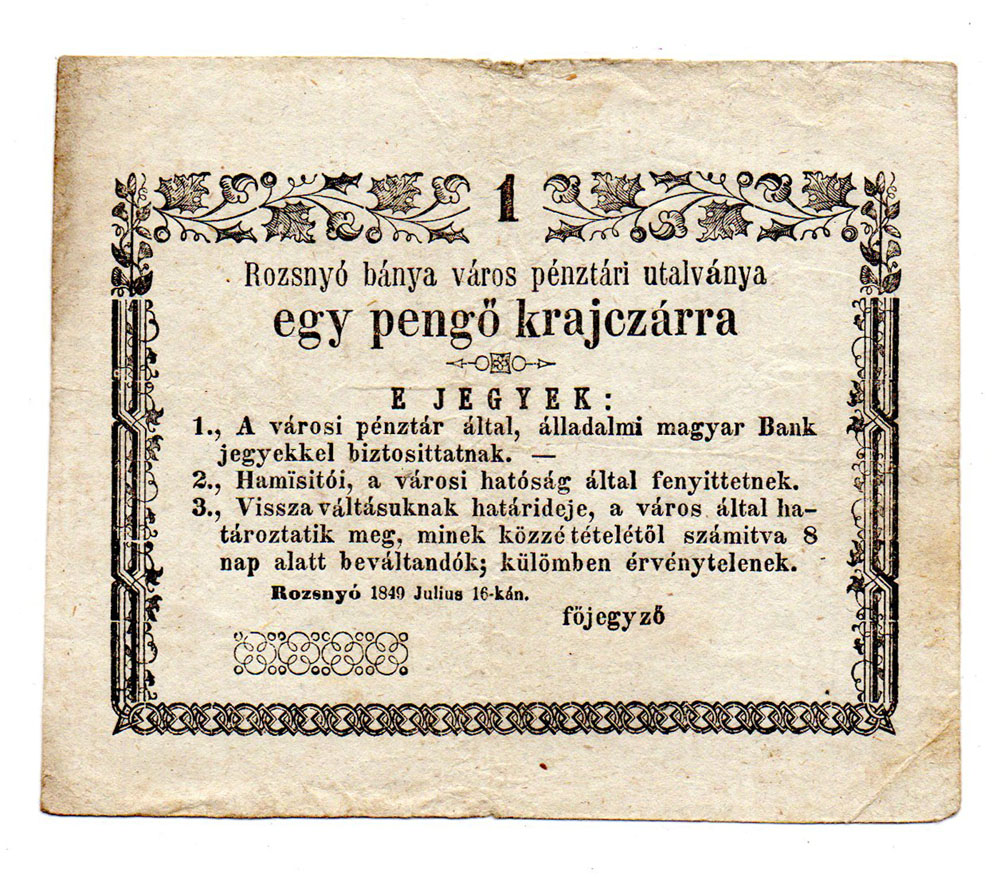 1
Rozsnyó bánya város pénztári utalványa
egy pengő krajczárra
E JEGYEK:
1., A városi pénztár által, álladalmi magyar Bank
jegyekkel biztosittatnak. —
2., Hamïsitói, a városi hatóság által fenyittetnek.
3., Vissza váltásuknak határideje, a város által ha-
tároztatik meg, minek közzé tételétől számitva 8
nap alatt beváltandók; külömben érvénytelenek.
Rozsnyó 1849 Julius 16-kán.
főjegyző